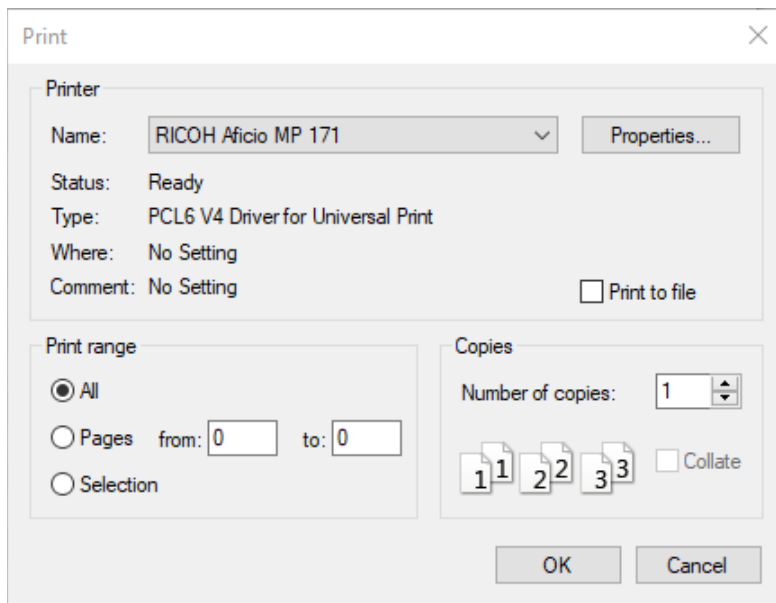 Print
Printer
Name: RICOH Aficio MP 171 Properties...
Status: Ready
Type: PCL6 V4 Driver for Universal Print
Where: No Setting
Comment: No Setting
Print to file
Print range
All
Pages from: 0 to: 0
Selection
Copies
Number of copies: 1
1 1 2 2 3 3 Collate
OK Cancel